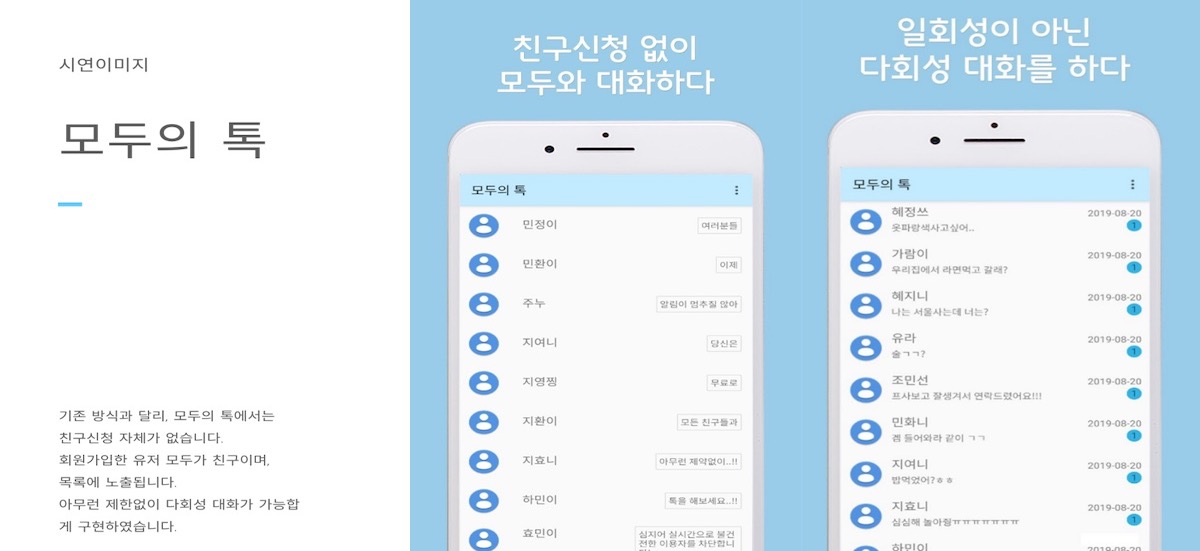 시연이미지
모두의 톡
기존 방식과 달리, 모두의 톡에서는
친구신청 자체가 없습니다.
회원가입한 유저 모두가 친구이며,
목록에 노출됩니다.
아무런 제한없이 다회성 대화가 가능합
게 구현하였습니다.
친구신청 없이
모두와 대화하다
모두의 톡
민정이 여러분들
민환이 이제
주누 알림이 멈추질 않아
지여니 당신은
지영찡 무료로
지환이 모든 친구들과
지효니 아무런 제약없이..!!
하민이 톡을 해보세요..!!
효민이 심지어 실시간으로 불건
전한 이용자를 차단합니
일회성이 아닌
다회성 대화를 하다
모두의 톡
혜정쓰 2019-08-20
옷파랑색사고싶어.. 1
가람이 2019-08-20
우리집에서 라면먹고 갈래? 1
혜지니 2019-08-20
나는 서울사는데 너는? 1
유라 2019-08-20
술ㄱㄱ? 1
조민선 2019-08-20
프사보고 잘생겨서 연락드렸어요!!! 1
민화니 2019-08-20
겜 들어와라 같이 ㄱㄱ 1
지여니 2019-08-20
밥먹었어?ㅎㅎ 1
지효니 2019-08-20
심심해 놀아줭ㅠㅠㅠㅠㅠㅠㅠ 1
하민이 2019-08-20